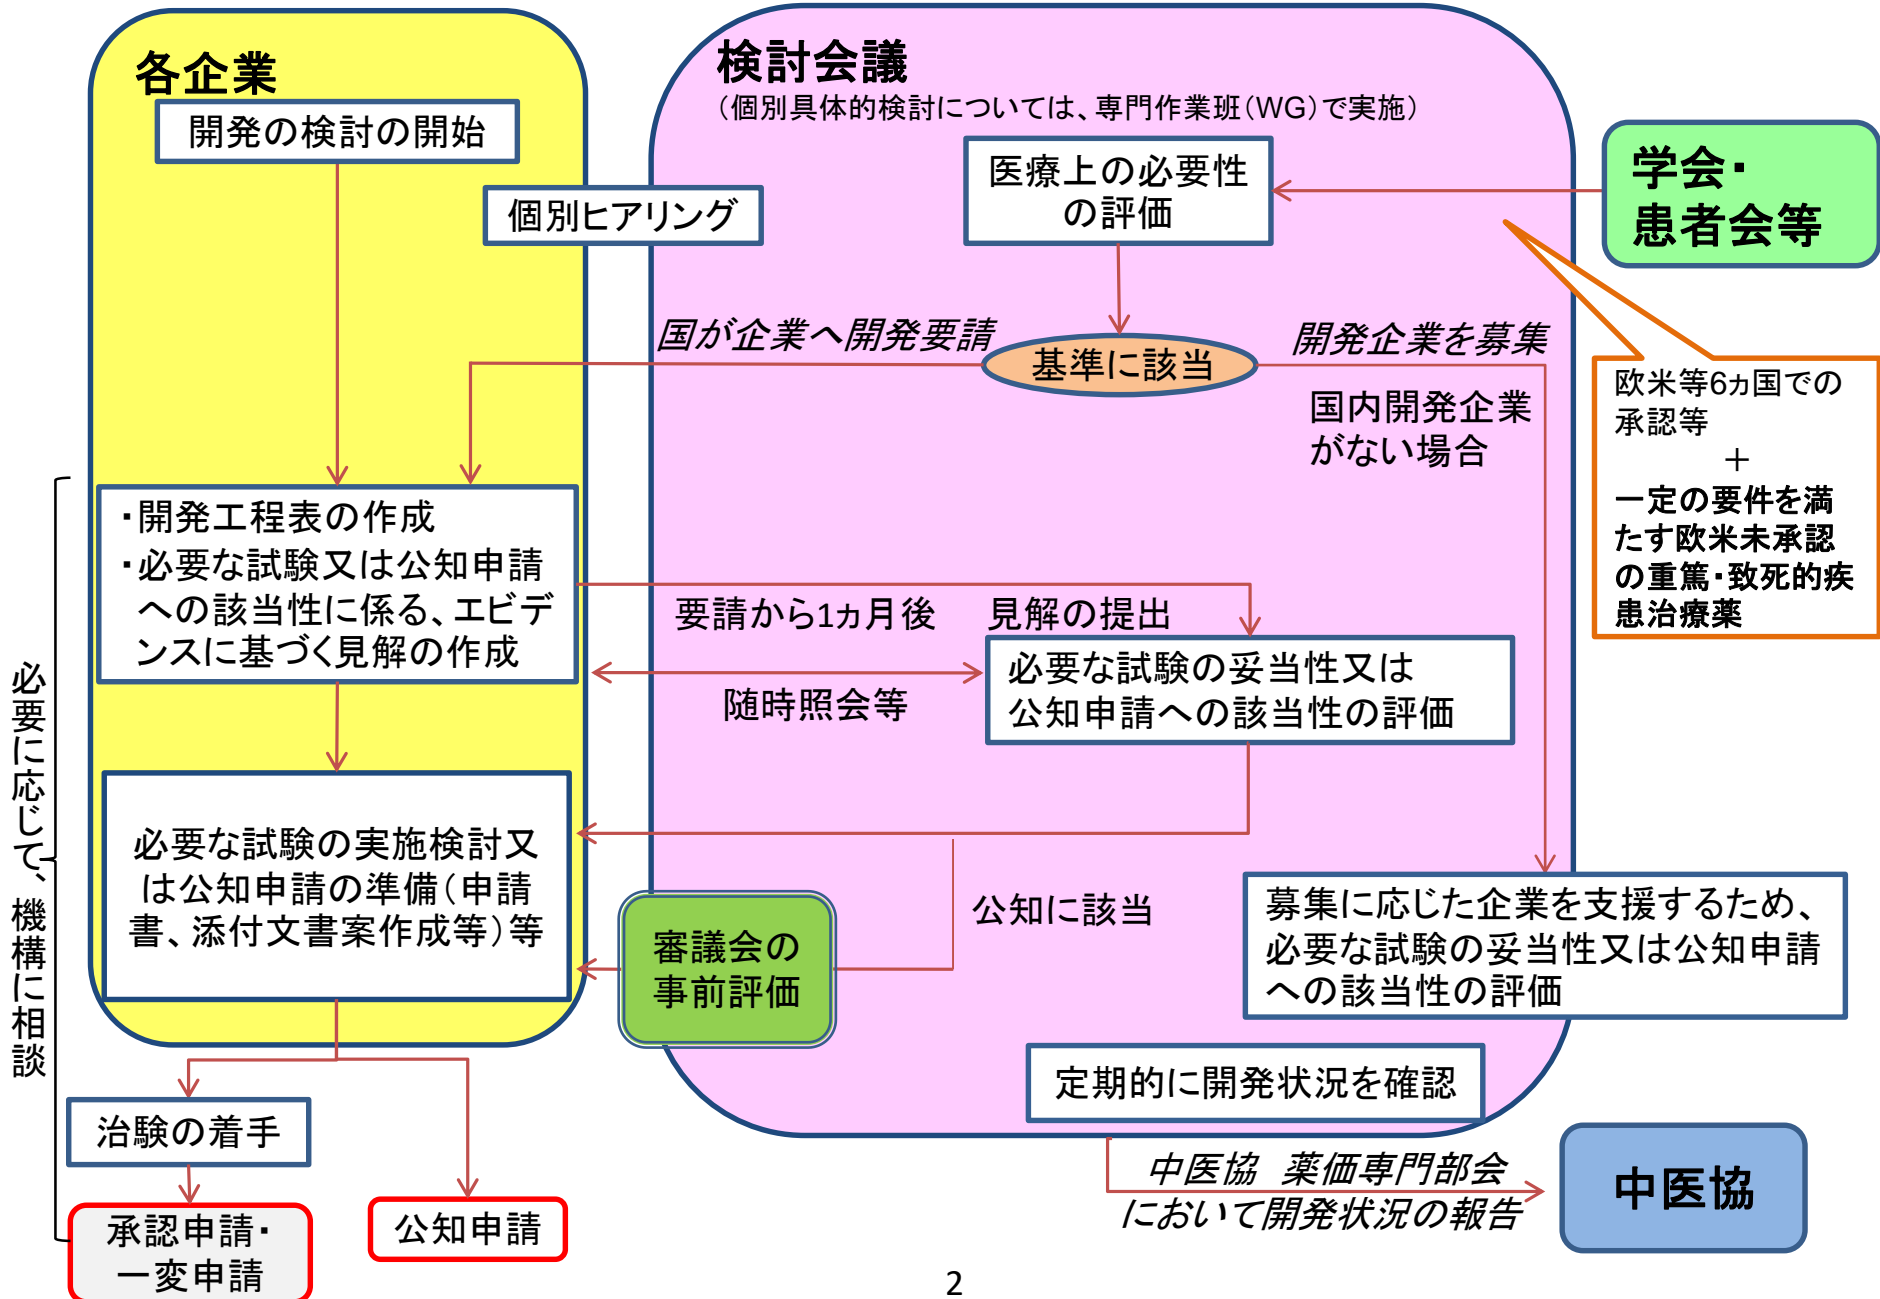 各企業
開発の検討の開始
個別ヒアリング
検討会議
（個別具体的検討については、専門作業班（WG）で実施）
医療上の必要性
の評価
学会・
患者会等
国が企業へ開発要請
基準に該当
開発企業を募集
国内開発企業
がない場合
欧米等6ヵ国での
承認等
＋
一定の要件を満
たす欧米未承認
の重篤・致死的疾
患治療薬
・開発工程表の作成
・必要な試験又は公知申請
への該当性に係る、エビデ
ンスに基づく見解の作成
要請から1ヵ月後　見解の提出
随時照会等
必要な試験の妥当性又は
公知申請への該当性の評価
必要に応じて、機構に相談
必要な試験の実施検討又
は公知申請の準備（申請
書、添付文書案作成等）等
公知に該当
審議会の
事前評価
募集に応じた企業を支援するため、
必要な試験の妥当性又は公知申請
への該当性の評価
定期的に開発状況を確認
治験の着手
承認申請・
一変申請
公知申請
中医協　薬価専門部会
において開発状況の報告
中医協
2